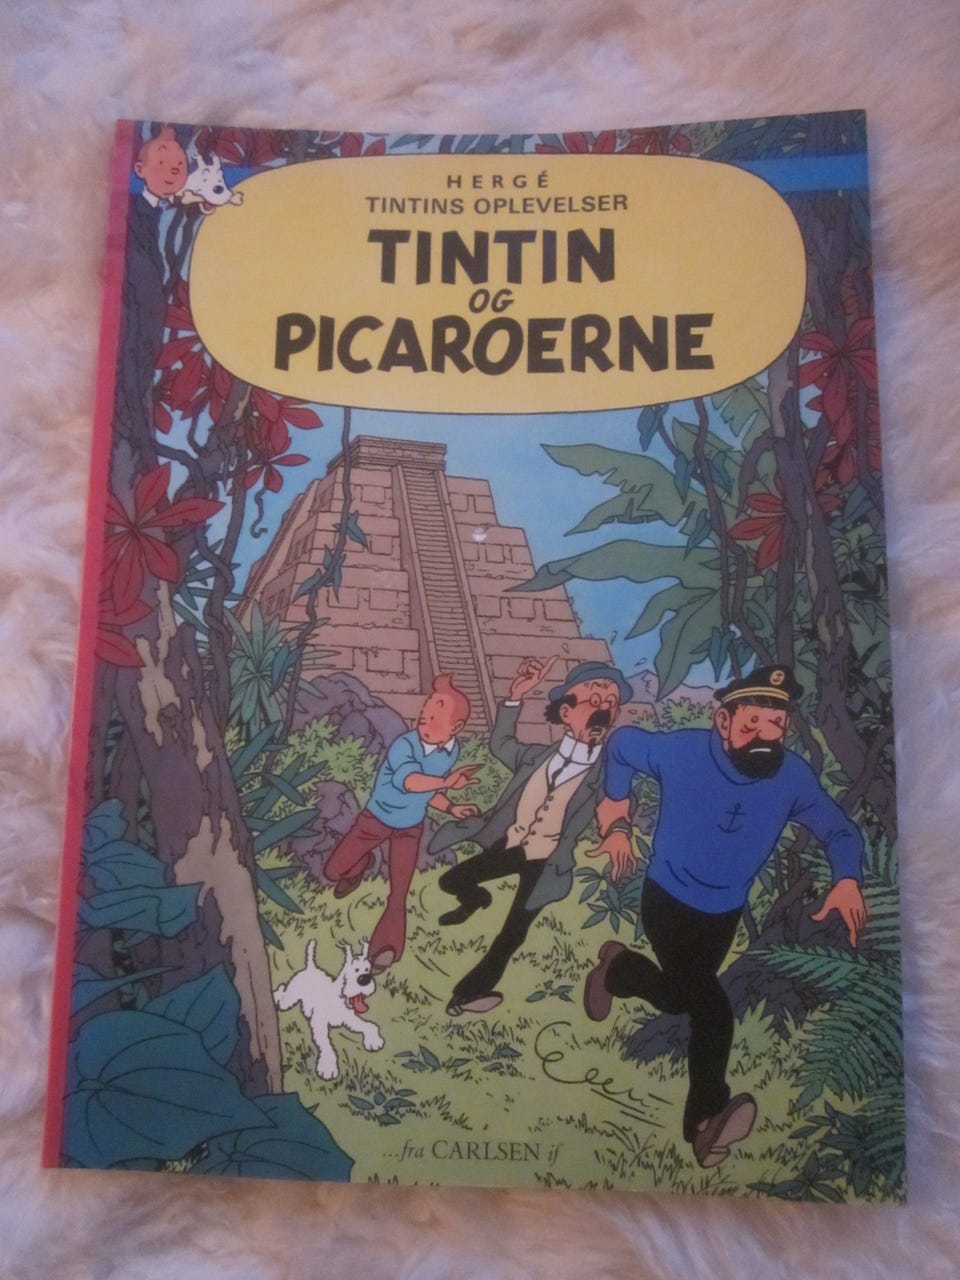 HERGÉ
TINTINS OPLEVELSER
TINTIN
OG
PICAROERNE
...fra CARLSEN if